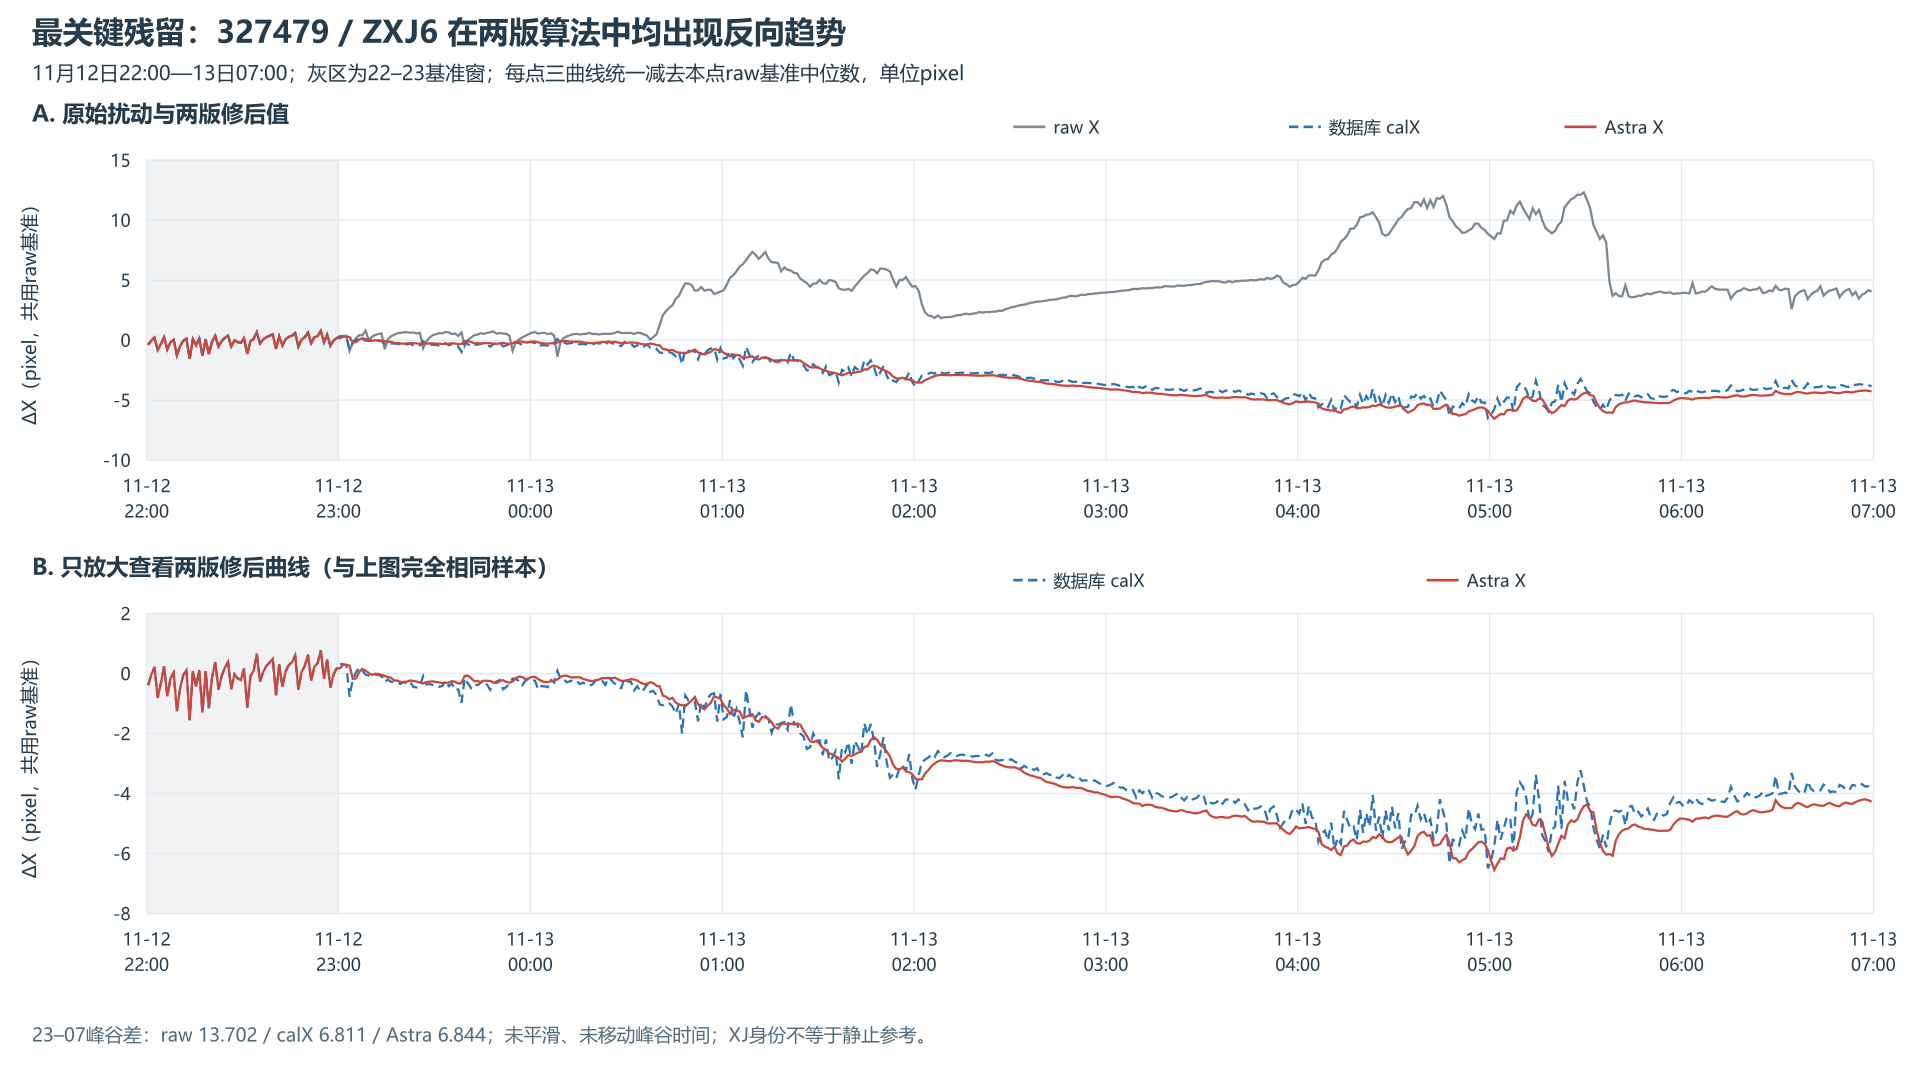 最关键残留：327479 / ZXJ6 在两版算法中均出现反向趋势
11月12日22:00—13日07:00；灰区为22–23基准窗；每点三曲线统一减去本点raw基准中位数，单位pixel
A. 原始扰动与两版修后值
raw X
数据库 calX
Astra X
ΔX（pixel，共用raw基准）
15
10
5
0
-5
-10
11-12 11-12 11-13 11-13 11-13 11-13 11-13 11-13 11-13 11-13
22:00 23:00 00:00 01:00 02:00 03:00 04:00 05:00 06:00 07:00
B. 只放大查看两版修后曲线（与上图完全相同样本）
数据库 calX
Astra X
ΔX（pixel，共用raw基准）
2
0
-2
-4
-6
-8
11-12 11-12 11-13 11-13 11-13 11-13 11-13 11-13 11-13 11-13
22:00 23:00 00:00 01:00 02:00 03:00 04:00 05:00 06:00 07:00
23–07峰谷差：raw 13.702 / calX 6.811 / Astra 6.844；未平滑、未移动峰谷时间；XJ身份不等于静止参考。